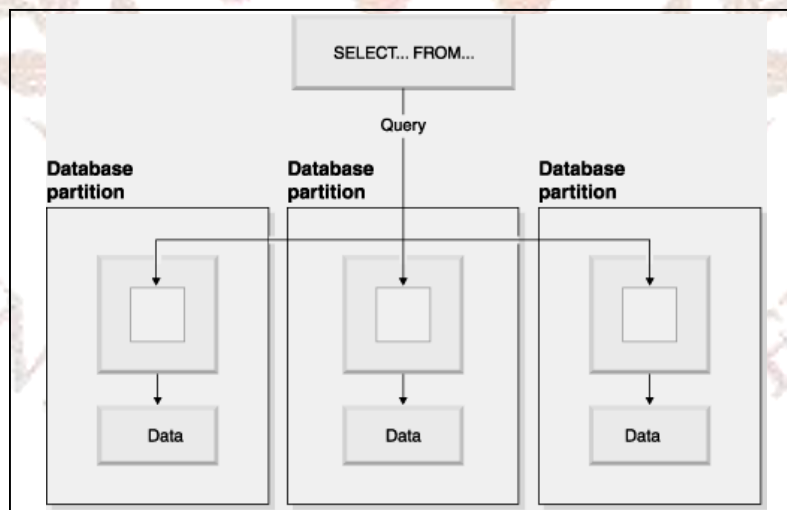 SELECT... FROM...
Query
Database
partition
Database
partition
Database
partition
Data
Data
Data